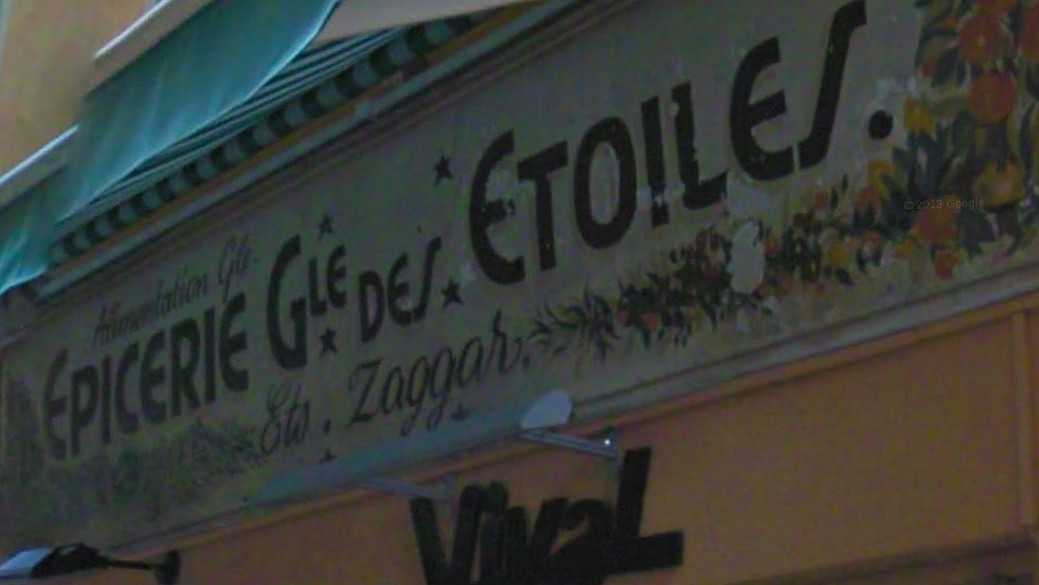 Alimentation Gle.
EPICERIE GLE DES ETOILES.
Ets. Zaggar.
Vival
© 2013 Google